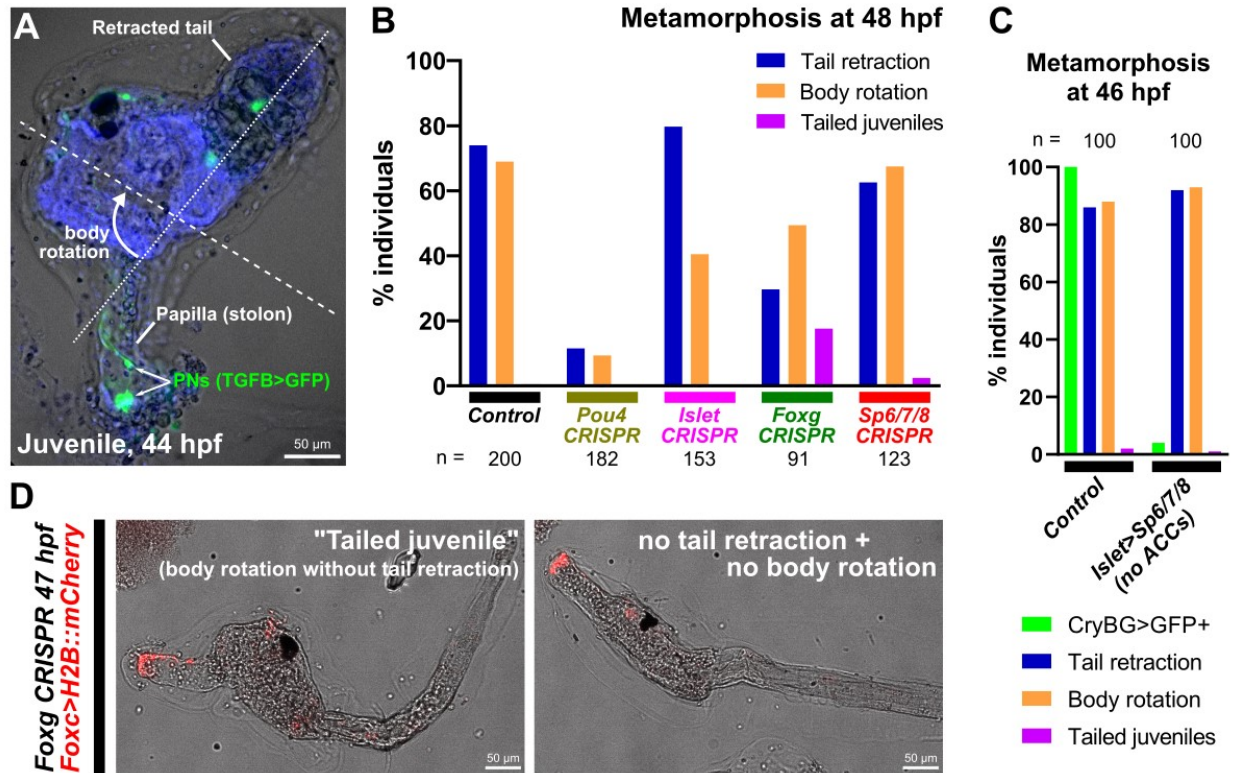 A
Retracted tail
body
rotation
Papilla (stolon)
PNs (TGFB>GFP)
Juvenile, 44 hpf
50 µm
B
Metamorphosis at 48 hpf
Tail retraction
Body rotation
Tailed juveniles
% individuals
100
80
60
40
20
0
Control
Pou4
CRISPR
Islet
CRISPR
Foxg
CRISPR
Sp6/7/8
CRISPR
n = 200 182 153 91 123
C
Metamorphosis
at 46 hpf
n = 100 100
% individuals
100
80
60
40
20
0
Control
Islet>Sp6/7/8
(no ACCs)
CryBG>GFP+
Tail retraction
Body rotation
Tailed juveniles
D
Foxg CRISPR 47 hpf
Foxc>H2B::mCherry
"Tailed juvenile"
(body rotation without tail retraction)
50 µm
no tail retraction +
no body rotation
50 µm